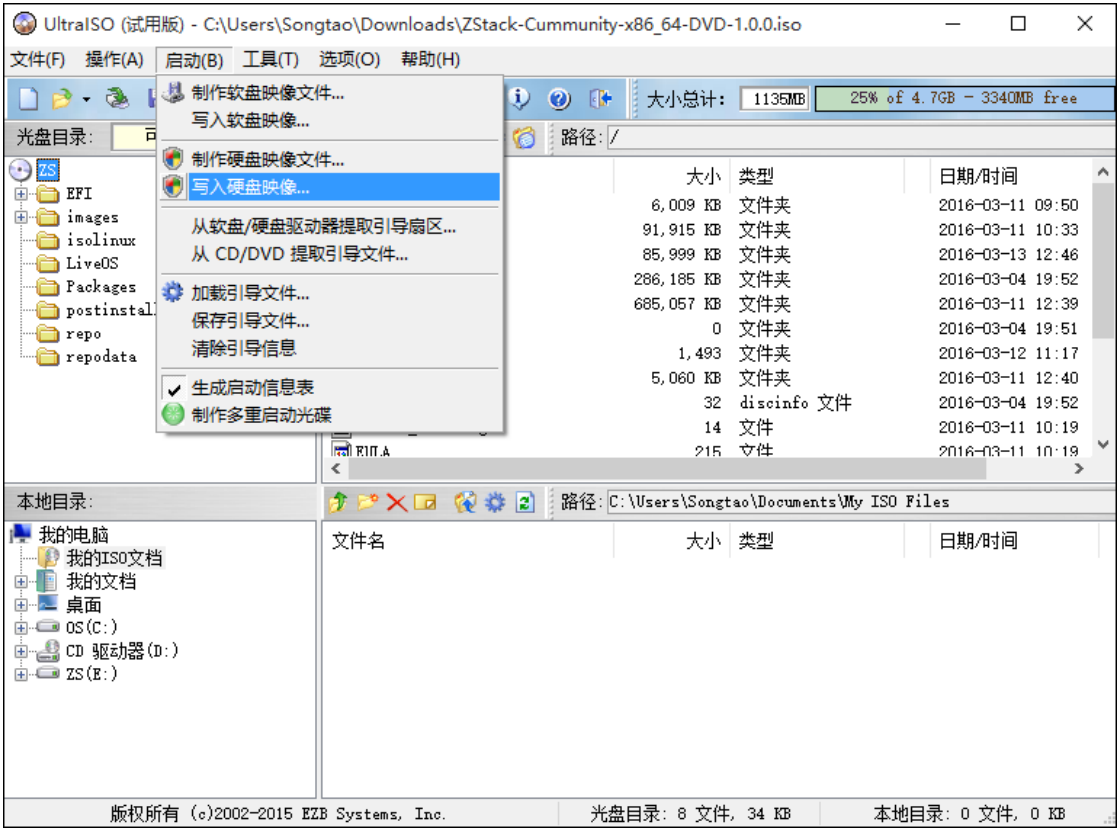 UltraISO (试用版) - C:\Users\Songtao\Downloads\ZStack-Cummunity-x86_64-DVD-1.0.0.iso
文件(F) 操作(A) 启动(B) 工具(T) 选项(O) 帮助(H)
大小总计: 1135MB 25% of 4.7GB - 3340MB free
光盘目录: 可 路径: /
制作软盘映像文件...
写入软盘映像...
制作硬盘映像文件...
写入硬盘映像...
从软盘/硬盘驱动器提取引导扇区...
从 CD/DVD 提取引导文件...
加载引导文件...
保存引导文件...
清除引导信息
生成启动信息表
制作多重启动光碟
ZS
EFI
images
isolinux
LiveOS
Packages
postinstall
repo
repodata
大小 类型 日期/时间
6,009 KB 文件夹 2016-03-11 09:50
91,915 KB 文件夹 2016-03-11 10:33
85,999 KB 文件夹 2016-03-13 12:46
286,185 KB 文件夹 2016-03-04 19:52
685,057 KB 文件夹 2016-03-11 12:39
0 文件夹 2016-03-04 19:51
1,493 文件夹 2016-03-12 11:17
5,060 KB 文件夹 2016-03-11 12:40
32 discinfo 文件 2016-03-04 19:52
14 文件 2016-03-11 10:19
EULA 215 文件 2016-03-11 10:19
本地目录: 路径: C:\Users\Songtao\Documents\My ISO Files
我的电脑
我的ISO文档
我的文档
桌面
OS(C:)
CD 驱动器(D:)
ZS(E:)
文件名 大小 类型 日期/时间
版权所有 (c)2002-2015 EZB Systems, Inc. 光盘目录: 8 文件, 34 KB 本地目录: 0 文件, 0 KB